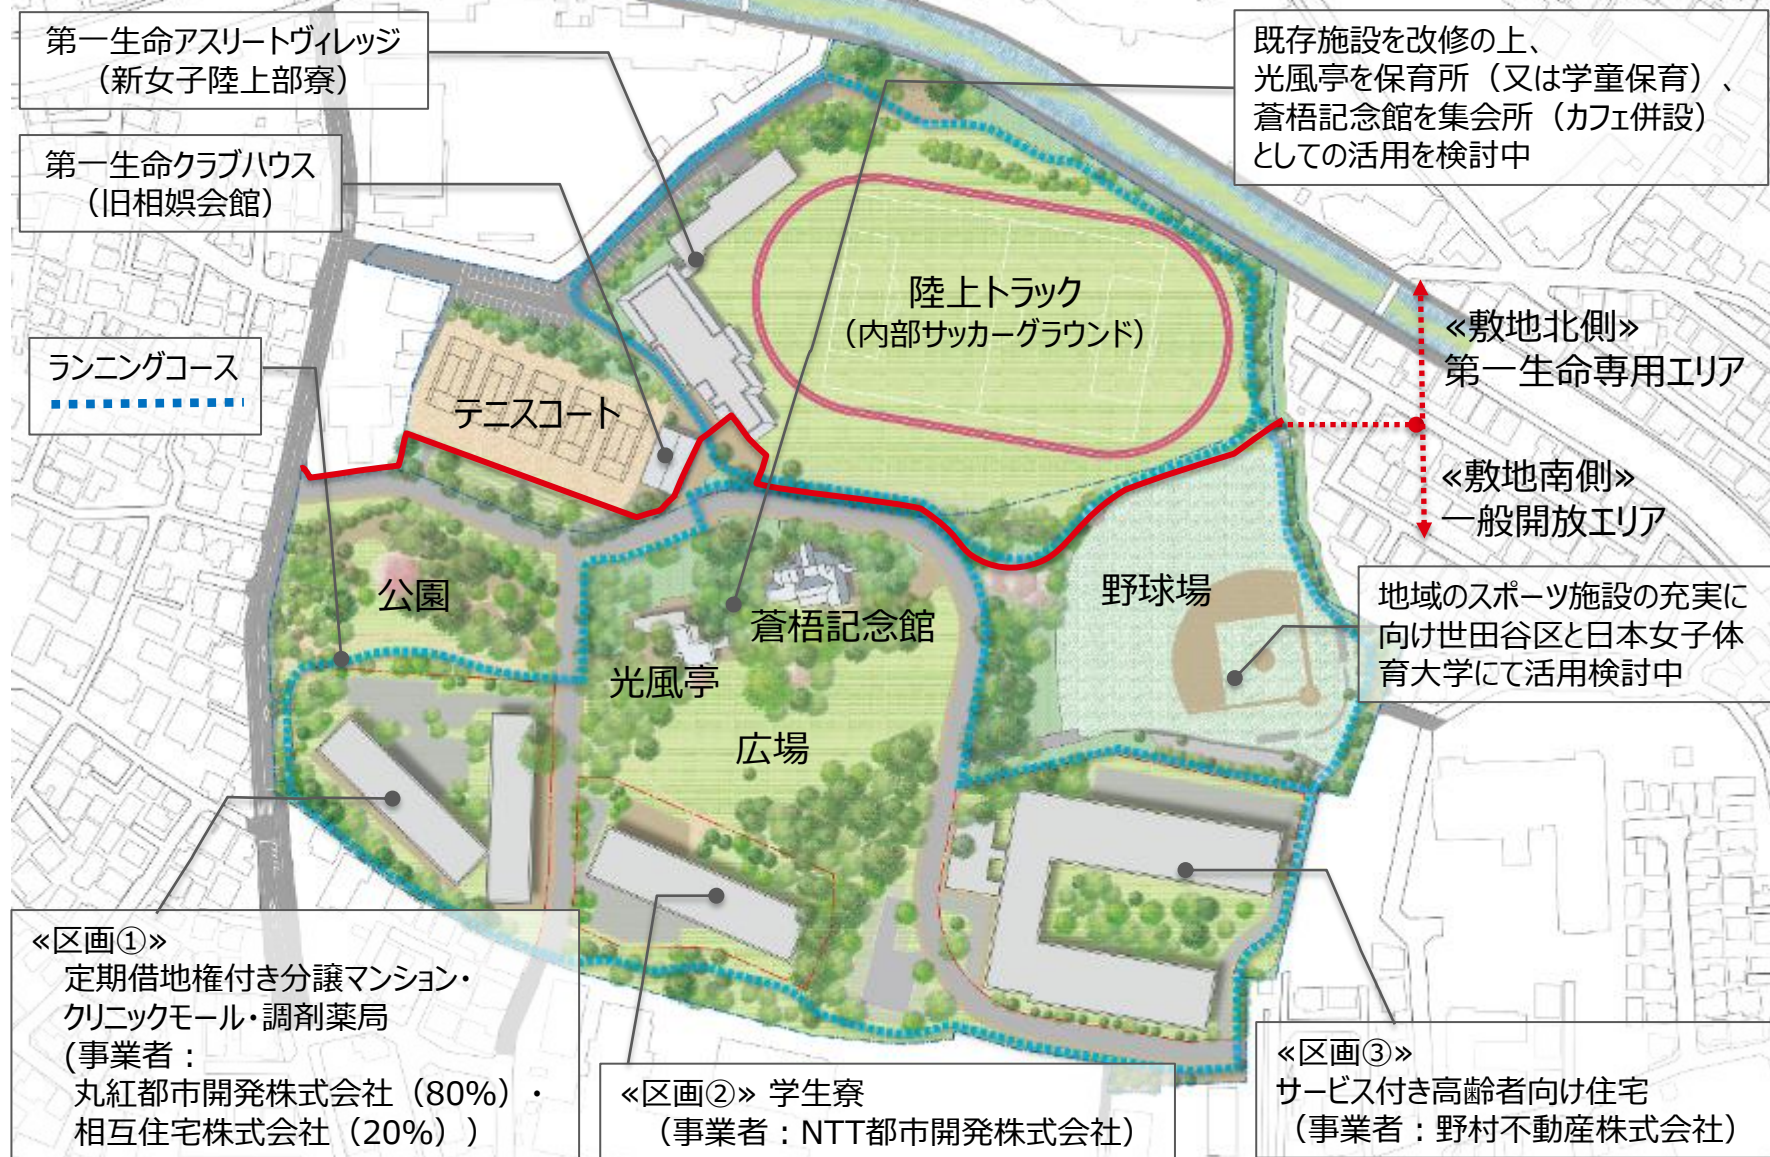 第一生命アスリートヴィレッジ
（新女子陸上部寮）
第一生命クラブハウス
（旧相娯会館）
ランニングコース
既存施設を改修の上、
光風亭を保育所（又は学童保育）、
蒼梧記念館を集会所（カフェ併設）
としての活用を検討中
陸上トラック
（内部サッカーグラウンド）
テニスコート
«敷地北側»
第一生命専用エリア
«敷地南側»
一般開放エリア
公園
蒼梧記念館
光風亭
広場
野球場
地域のスポーツ施設の充実に
向け世田谷区と日本女子体
育大学にて活用検討中
«区画①»
定期借地権付き分譲マンション・
クリニックモール・調剤薬局
(事業者：
丸紅都市開発株式会社（80%）・
相互住宅株式会社（20%））
«区画②» 学生寮
（事業者：NTT都市開発株式会社）
«区画③»
サービス付き高齢者向け住宅
（事業者：野村不動産株式会社）